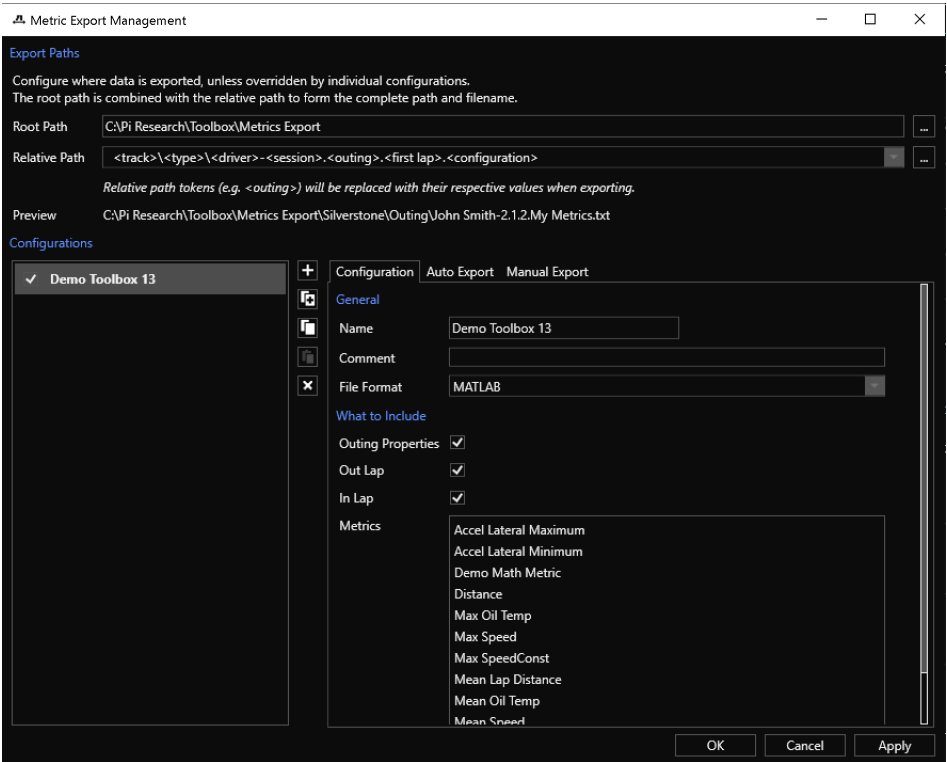 Metric Export Management
Export Paths
Configure where data is exported, unless overridden by individual configurations.
The root path is combined with the relative path to form the complete path and filename.
Root Path C:\Pi Research\Toolbox\Metrics Export ...
Relative Path <track>\<type>\<driver>-<session>.<outing>.<first lap>.<configuration> ...
Relative path tokens (e.g. <outing>) will be replaced with their respective values when exporting.
Preview C:\Pi Research\Toolbox\Metrics Export\Silverstone\Outing\John Smith-2.1.2.My Metrics.txt
Configurations
Demo Toolbox 13
Configuration Auto Export Manual Export
General
Name Demo Toolbox 13
Comment
File Format MATLAB
What to Include
Outing Properties
Out Lap
In Lap
Metrics
Accel Lateral Maximum
Accel Lateral Minimum
Demo Math Metric
Distance
Max Oil Temp
Max Speed
Max SpeedConst
Mean Lap Distance
Mean Oil Temp
Mean Speed
OK Cancel Apply